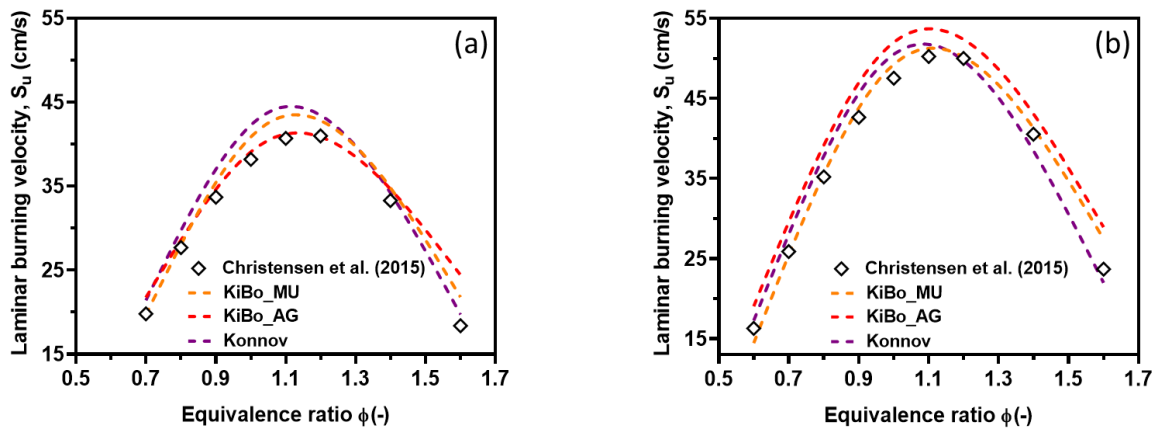 Laminar burning velocity, Su (cm/s)
55
45
35
25
15
(a)
Christensen et al. (2015)
KiBo_MU
KiBo_AG
Konnov
0.5 0.7 0.9 1.1 1.3 1.5 1.7
Equivalence ratio ϕ(-)
Laminar burning velocity, Su (cm/s)
55
45
35
25
15
(b)
Christensen et al. (2015)
KiBo_MU
KiBo_AG
Konnov
0.5 0.7 0.9 1.1 1.3 1.5 1.7
Equivalence ratio ϕ(-)